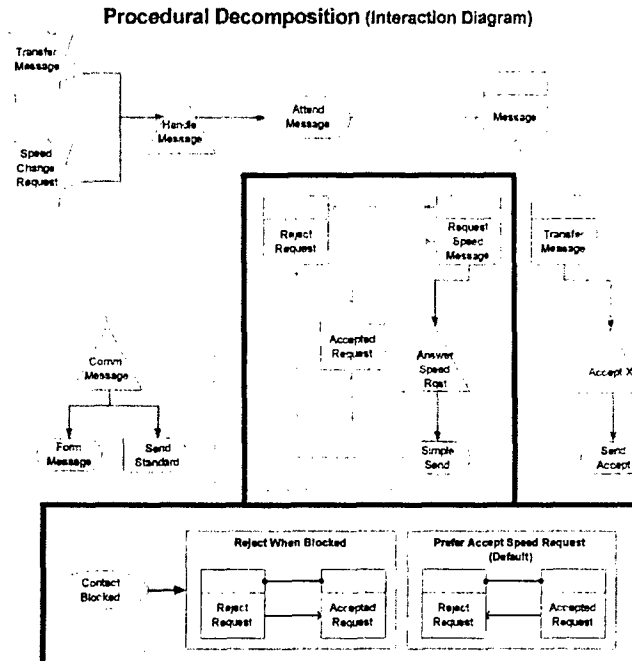 Procedural Decomposition (Interaction Diagram)
Transfer
Message
Speed
Change
Request
Handle
Message
Attend
Message
Message
Reject
Request
Request
Speed
Message
Transfer
Message
Accepted
Request
Comm
Message
Answer
Speed
Rqst
Accept X
Form
Message
Send
Standard
Simple
Send
Send
Accept
Contact
Blocked
Reject When Blocked
Reject
Request
Accepted
Request
Prefer Accept Speed Request
(Default)
Reject
Request
Accepted
Request